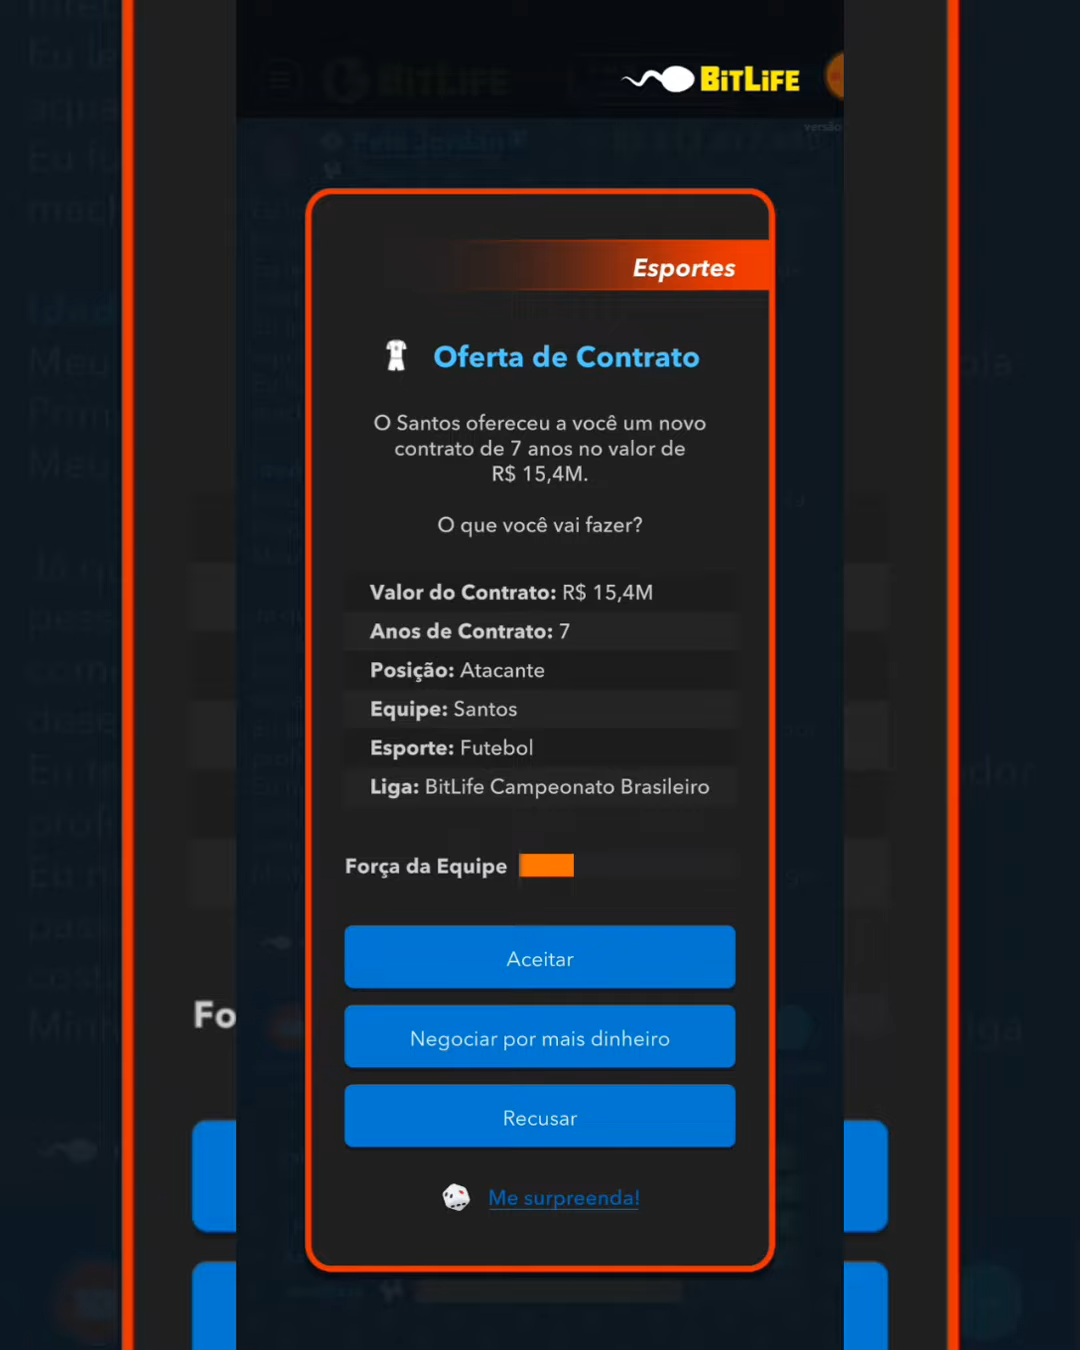 BITLIFE
versão
Esportes
Oferta de Contrato
O Santos ofereceu a você um novo
contrato de 7 anos no valor de
R$ 15,4M.
O que você vai fazer?
Valor do Contrato: R$ 15,4M
Anos de Contrato: 7
Posição: Atacante
Equipe: Santos
Esporte: Futebol
Liga: BitLife Campeonato Brasileiro
Força da Equipe
Aceitar
Negociar por mais dinheiro
Recusar
Me surpreenda!